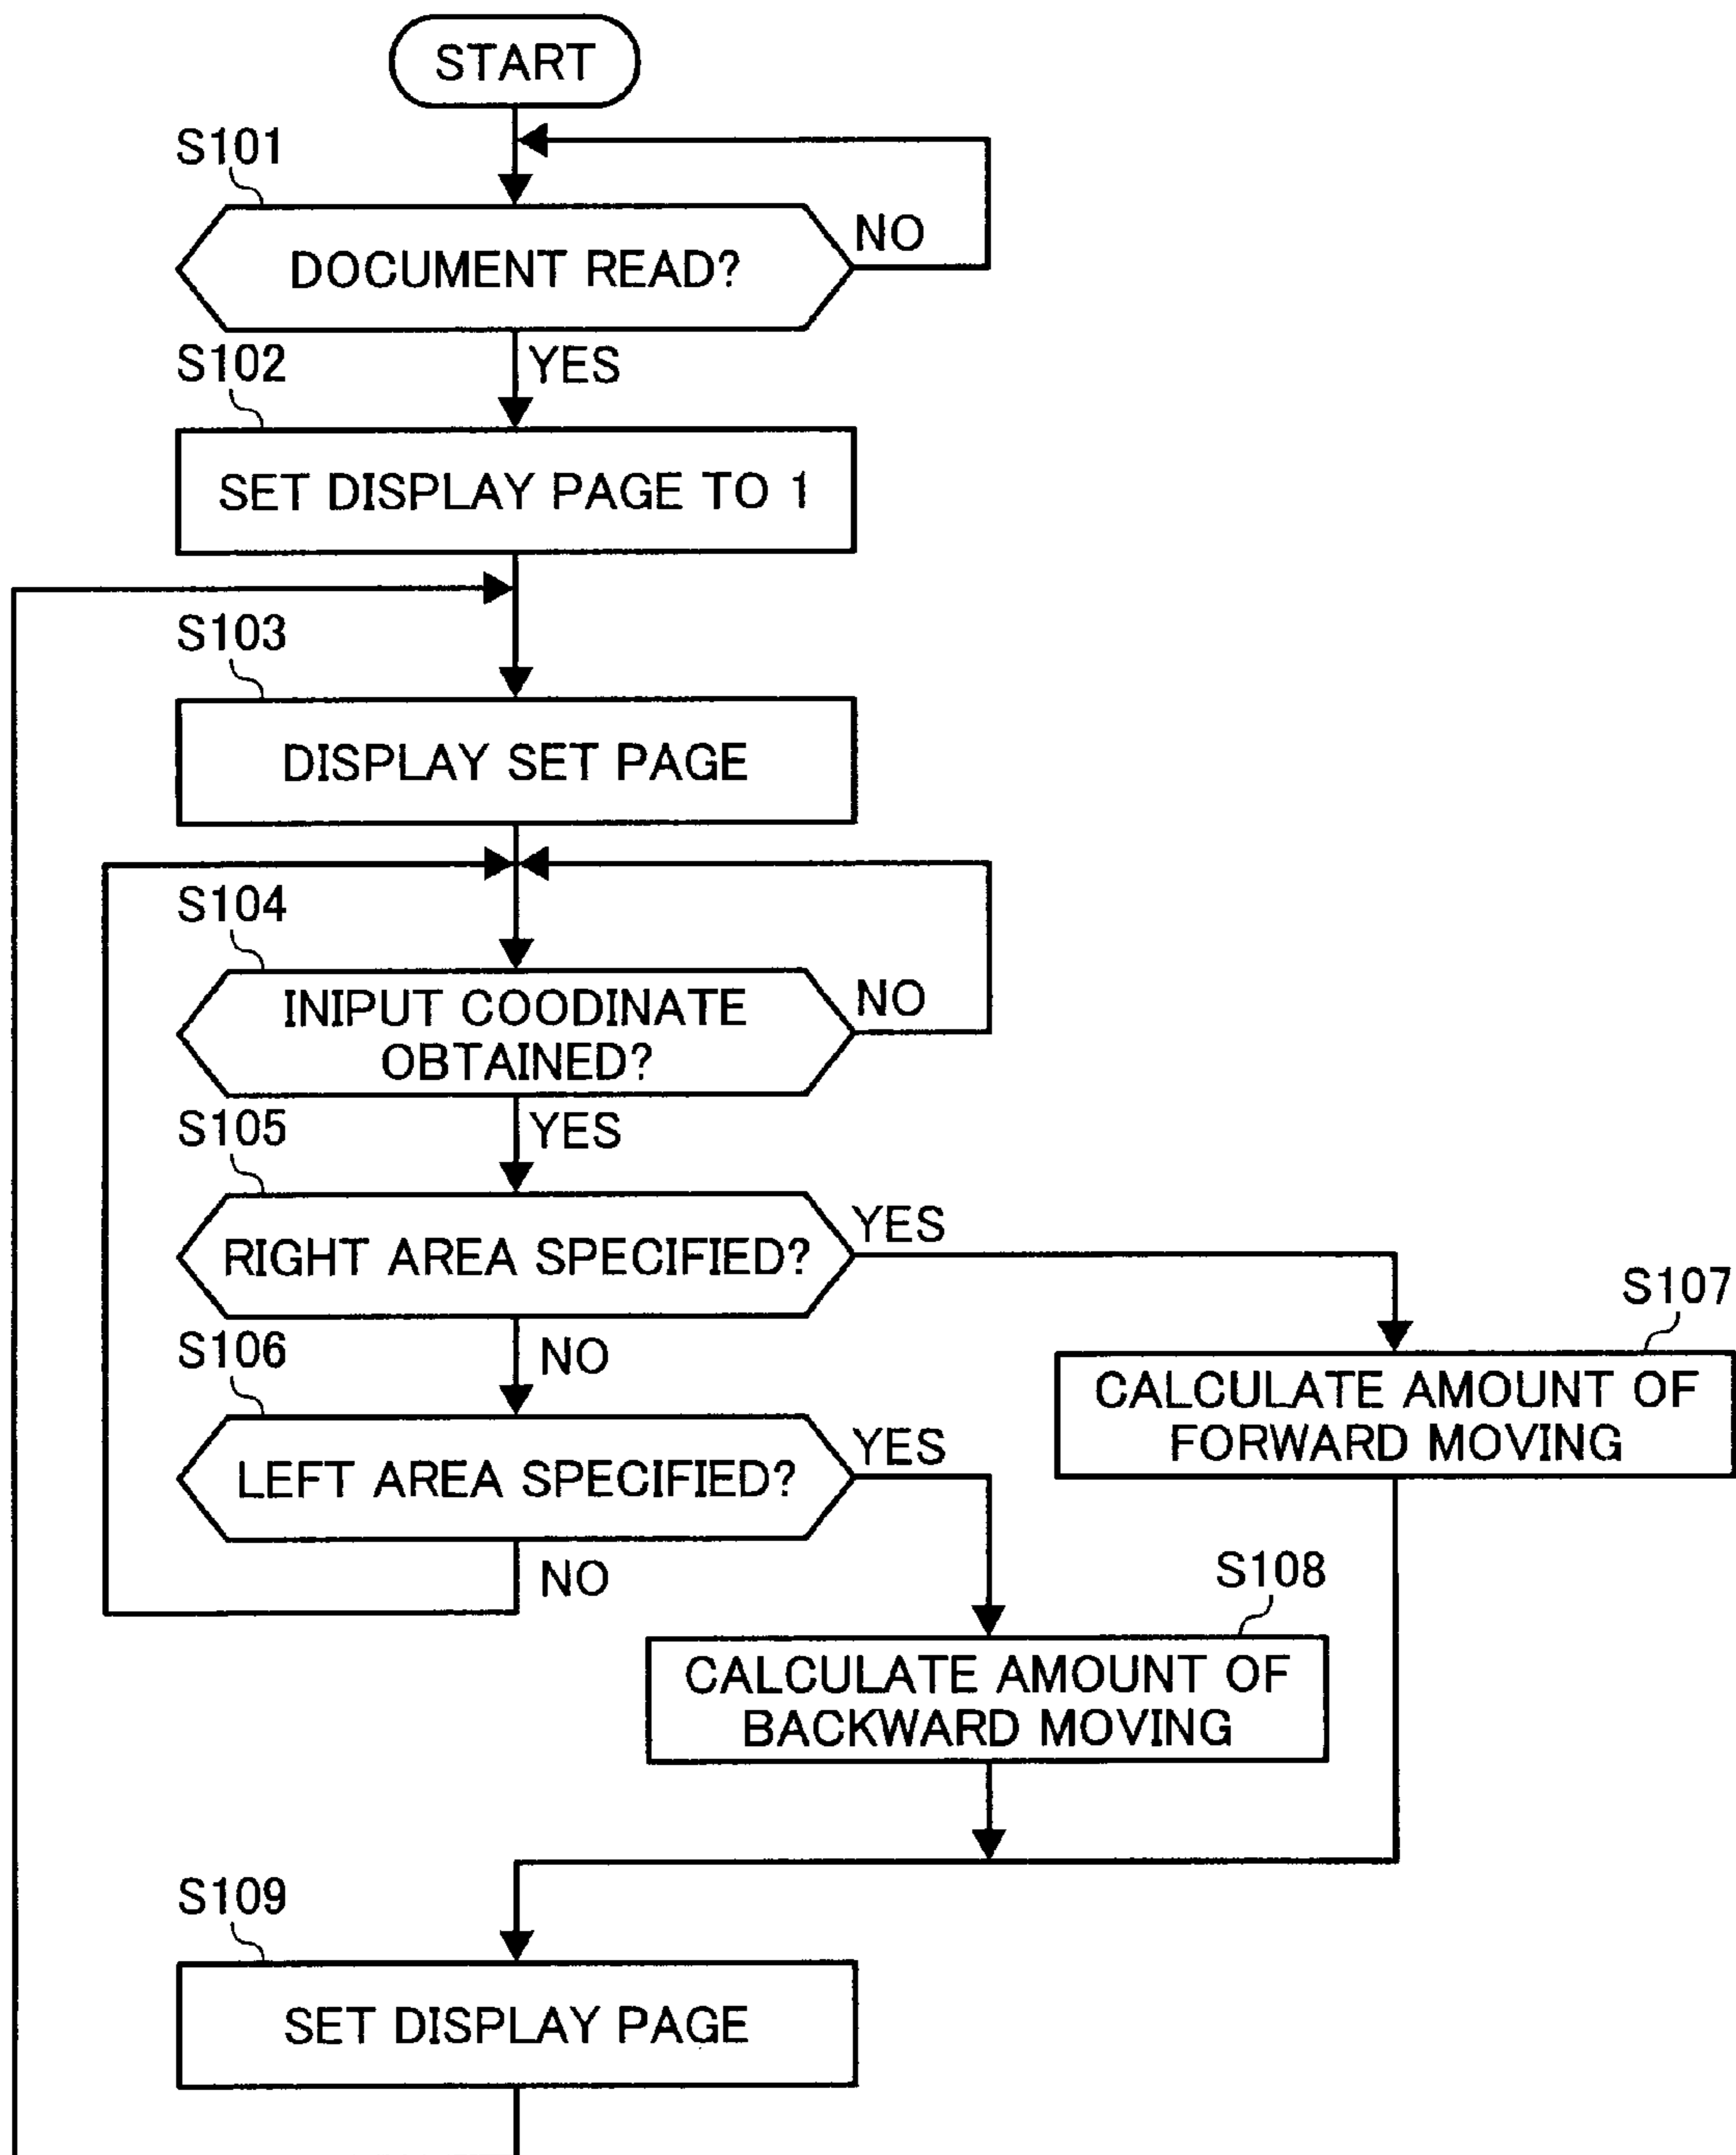 START
S101
DOCUMENT READ?
NO
YES
S102
SET DISPLAY PAGE TO 1
S103
DISPLAY SET PAGE
S104
INIPUT COODINATE
OBTAINED?
NO
YES
S105
RIGHT AREA SPECIFIED?
YES
NO
S107
CALCULATE AMOUNT OF
FORWARD MOVING
S106
LEFT AREA SPECIFIED?
YES
NO
S108
CALCULATE AMOUNT OF
BACKWARD MOVING
S109
SET DISPLAY PAGE